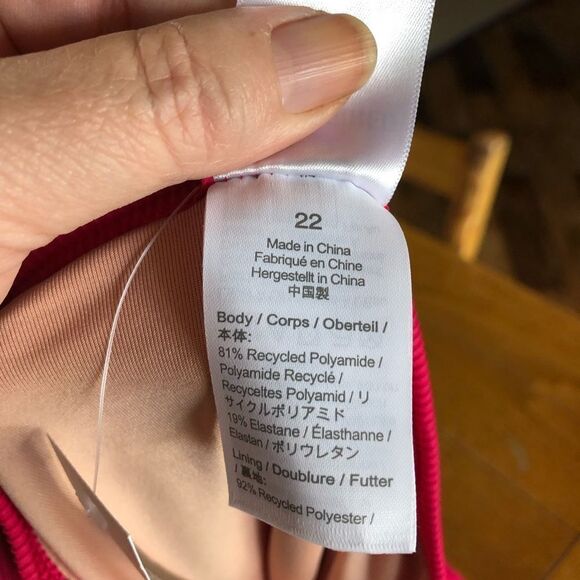 22
Made in China
Fabriqué en Chine
Hergestellt in China
中国製
Body / Corps / Oberteil /
本体:
81% Recycled Polyamide /
Polyamide Recyclé /
Recyceltes Polyamid / リ
サイクルポリアミド
19% Elastane / Élasthanne /
Elastan / ポリウレタン
Lining / Doublure / Futter
/ 裏地:
92% Recycled Polyester /